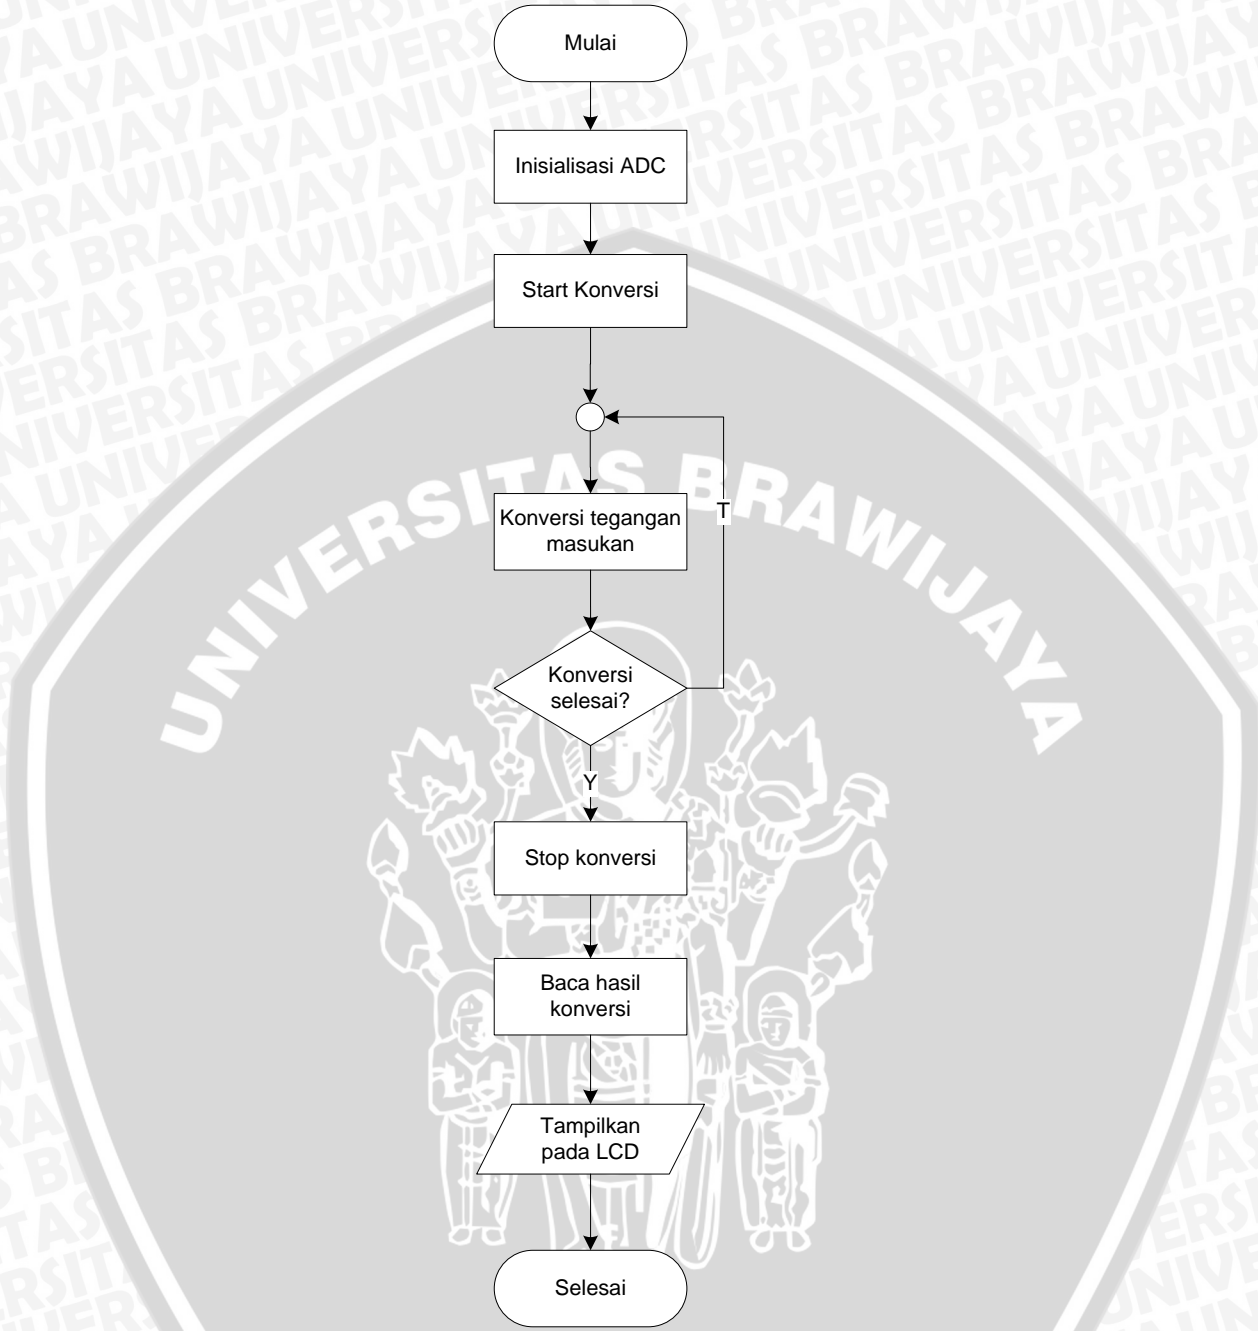 Mulai
Inisialisasi ADC
Start Konversi
Konversi tegangan
masukan
T
Konversi
selesai?
Y
Stop konversi
Baca hasil
konversi
Tampilkan
pada LCD
Selesai
UNIVERSITAS BRAWIJAYA